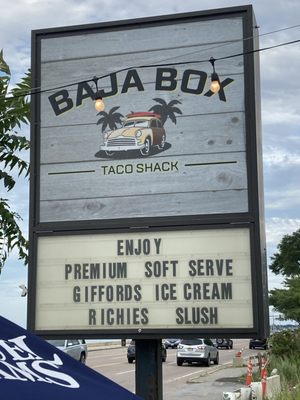 BAJA BOX
TACO SHACK
ENJOY
PREMIUM SOFT SERVE
GIFFORDS ICE CREAM
RICHIES SLUSH